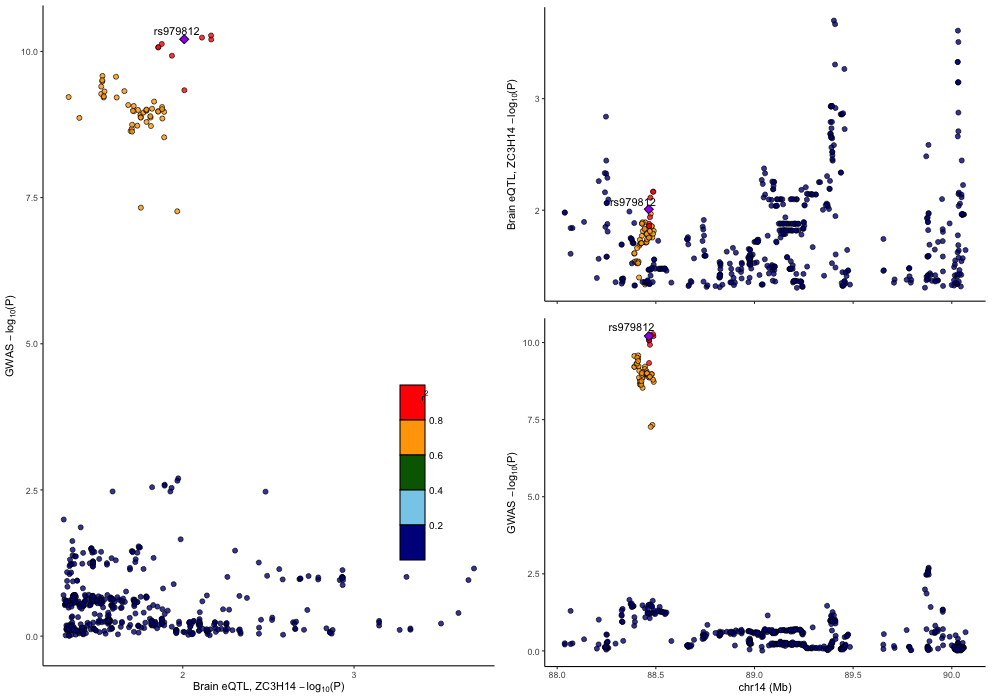 rs979812
10.0
7.5
5.0
2.5
0.0
GWAS −log10(P)
2
3
Brain eQTL, ZC3H14 −log10(P)
r2
0.8
0.6
0.4
0.2
3
2
Brain eQTL, ZC3H14 −log10(P)
rs979812
rs979812
10.0
7.5
5.0
2.5
0.0
GWAS −log10(P)
88.0
88.5
89.0
89.5
90.0
chr14 (Mb)